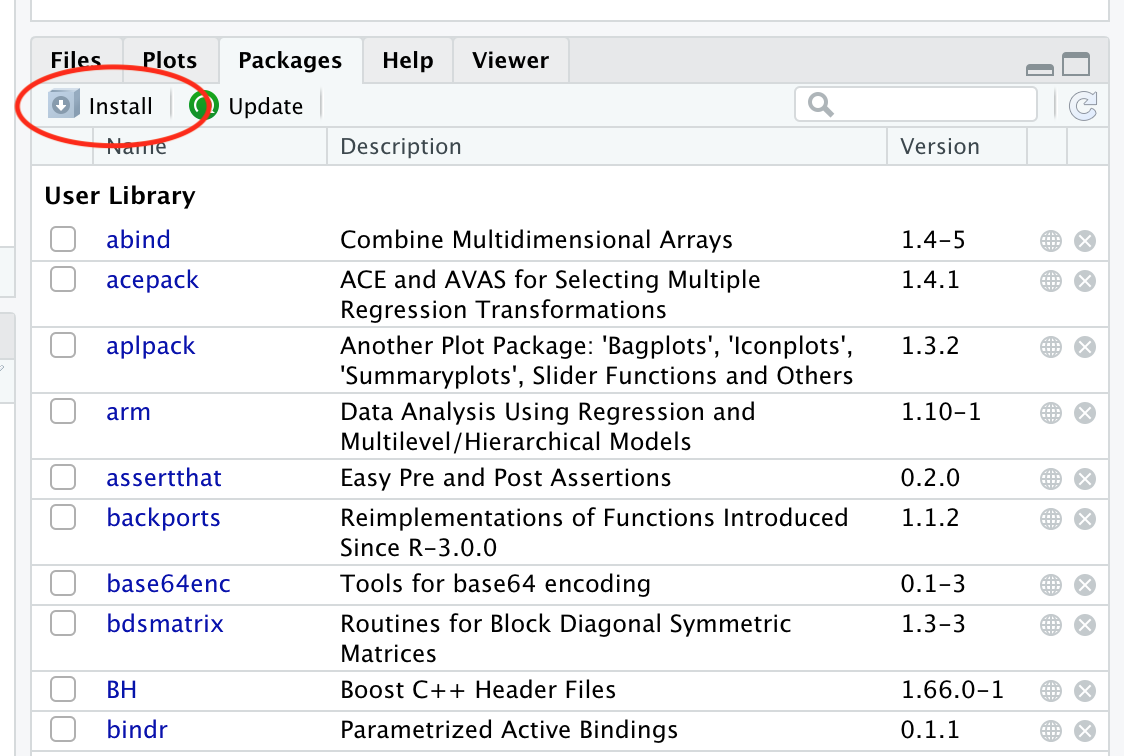 Files Plots Packages Help Viewer
Install Update
Name Description Version
User Library
abind Combine Multidimensional Arrays 1.4-5
acepack ACE and AVAS for Selecting Multiple 1.4.1
Regression Transformations
aplpack Another Plot Package: 'Bagplots', 'Iconplots', 1.3.2
'Summaryplots', Slider Functions and Others
arm Data Analysis Using Regression and 1.10-1
Multilevel/Hierarchical Models
assertthat Easy Pre and Post Assertions 0.2.0
backports Reimplementations of Functions Introduced 1.1.2
Since R-3.0.0
base64enc Tools for base64 encoding 0.1-3
bdsmatrix Routines for Block Diagonal Symmetric 1.3-3
Matrices
BH Boost C++ Header Files 1.66.0-1
bindr Parametrized Active Bindings 0.1.1